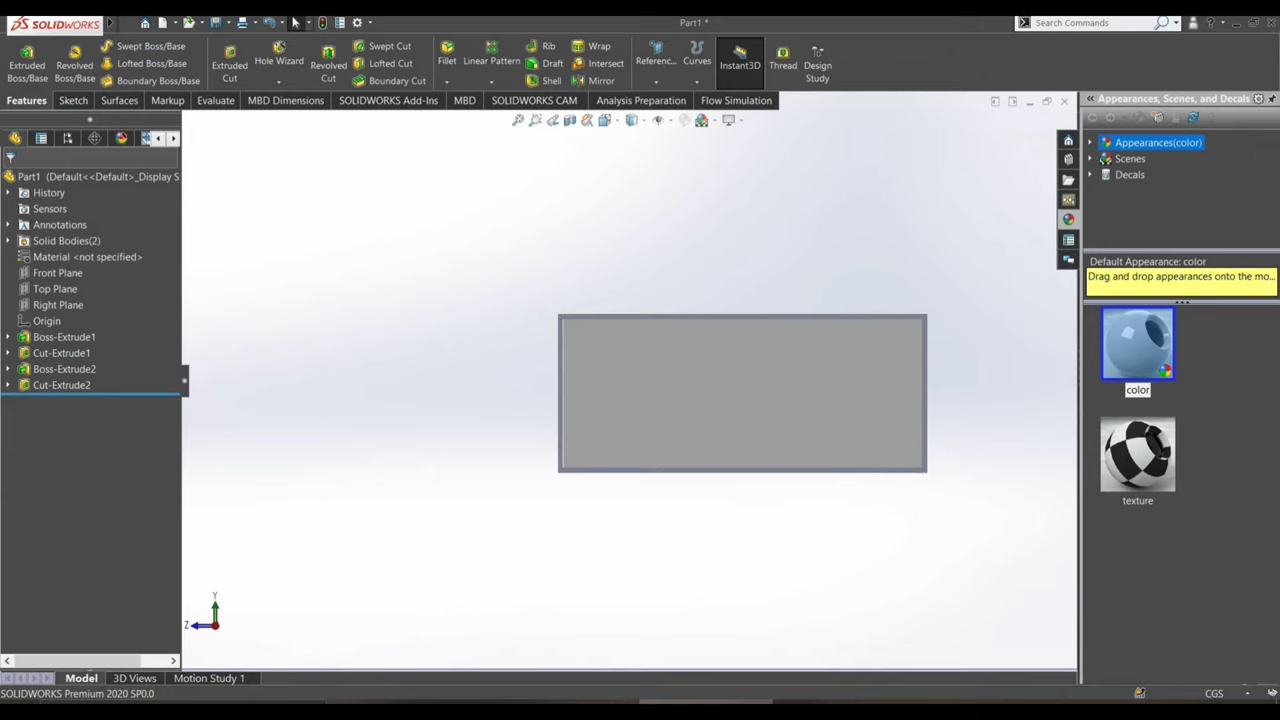 SOLIDWORKS
Part1 *
Search Commands
?
Extruded Boss/Base
Revolved Boss/Base
Swept Boss/Base
Lofted Boss/Base
Boundary Boss/Base
Extruded Cut
Hole Wizard
Revolved Cut
Swept Cut
Lofted Cut
Boundary Cut
Fillet
Linear Pattern
Rib
Draft
Shell
Wrap
Intersect
Mirror
Referenc...
Curves
Instant3D
Thread
Design Study
Features
Sketch
Surfaces
Markup
Evaluate
MBD Dimensions
SOLIDWORKS Add-Ins
MBD
SOLIDWORKS CAM
Analysis Preparation
Flow Simulation
Part1 (Default<<Default>_Display S
History
Sensors
Annotations
Solid Bodies(2)
Material <not specified>
Front Plane
Top Plane
Right Plane
Origin
Boss-Extrude1
Cut-Extrude1
Boss-Extrude2
Cut-Extrude2
Y
Z
Appearances, Scenes, and Decals
Appearances(color)
Scenes
Decals
Default Appearance: color
Drag and drop appearances onto the mo...
color
texture
Model
3D Views
Motion Study 1
SOLIDWORKS Premium 2020 SP0.0
CGS